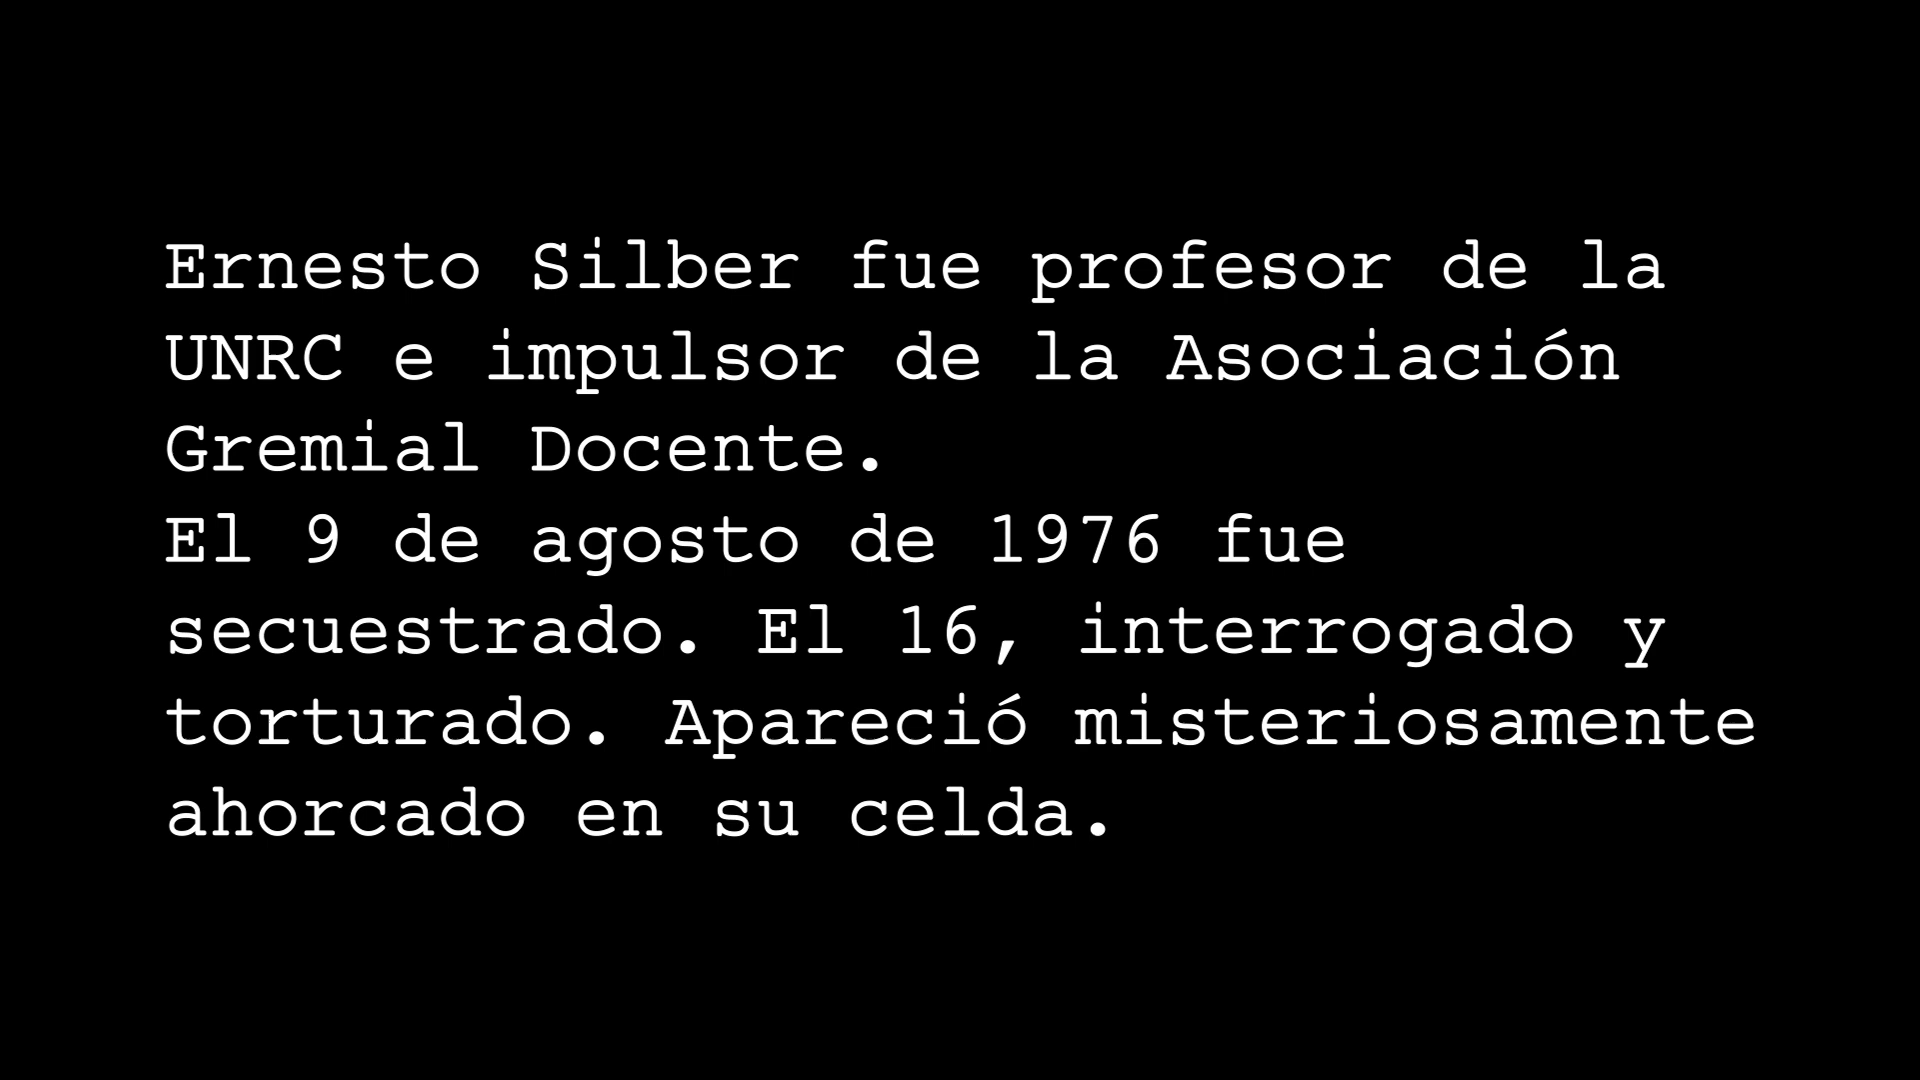 Ernesto Silber fue profesor de la
UNRC e impulsor de la Asociación
Gremial Docente.
El 9 de agosto de 1976 fue
secuestrado. El 16, interrogado y
torturado. Apareció misteriosamente
ahorcado en su celda.